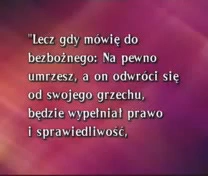 "Lecz gdy mówię do
bezbożnego: Na pewno
umrzesz, a on odwróci się
od swojego grzechu,
będzie wypełniał prawo
i sprawiedliwość,